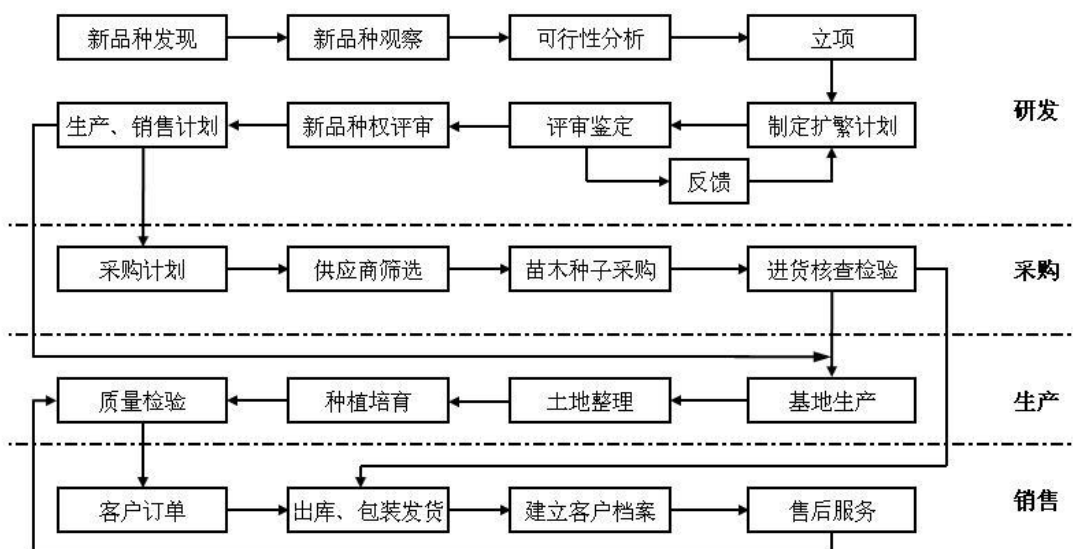 新品种发现
新品种观察
可行性分析
立项
研发
生产、销售计划
新品种权评审
评审鉴定
制定扩繁计划
反馈
采购计划
供应商筛选
苗木种子采购
进货核查检验
采购
质量检验
种植培育
土地整理
基地生产
生产
客户订单
出库、包装发货
建立客户档案
售后服务
销售